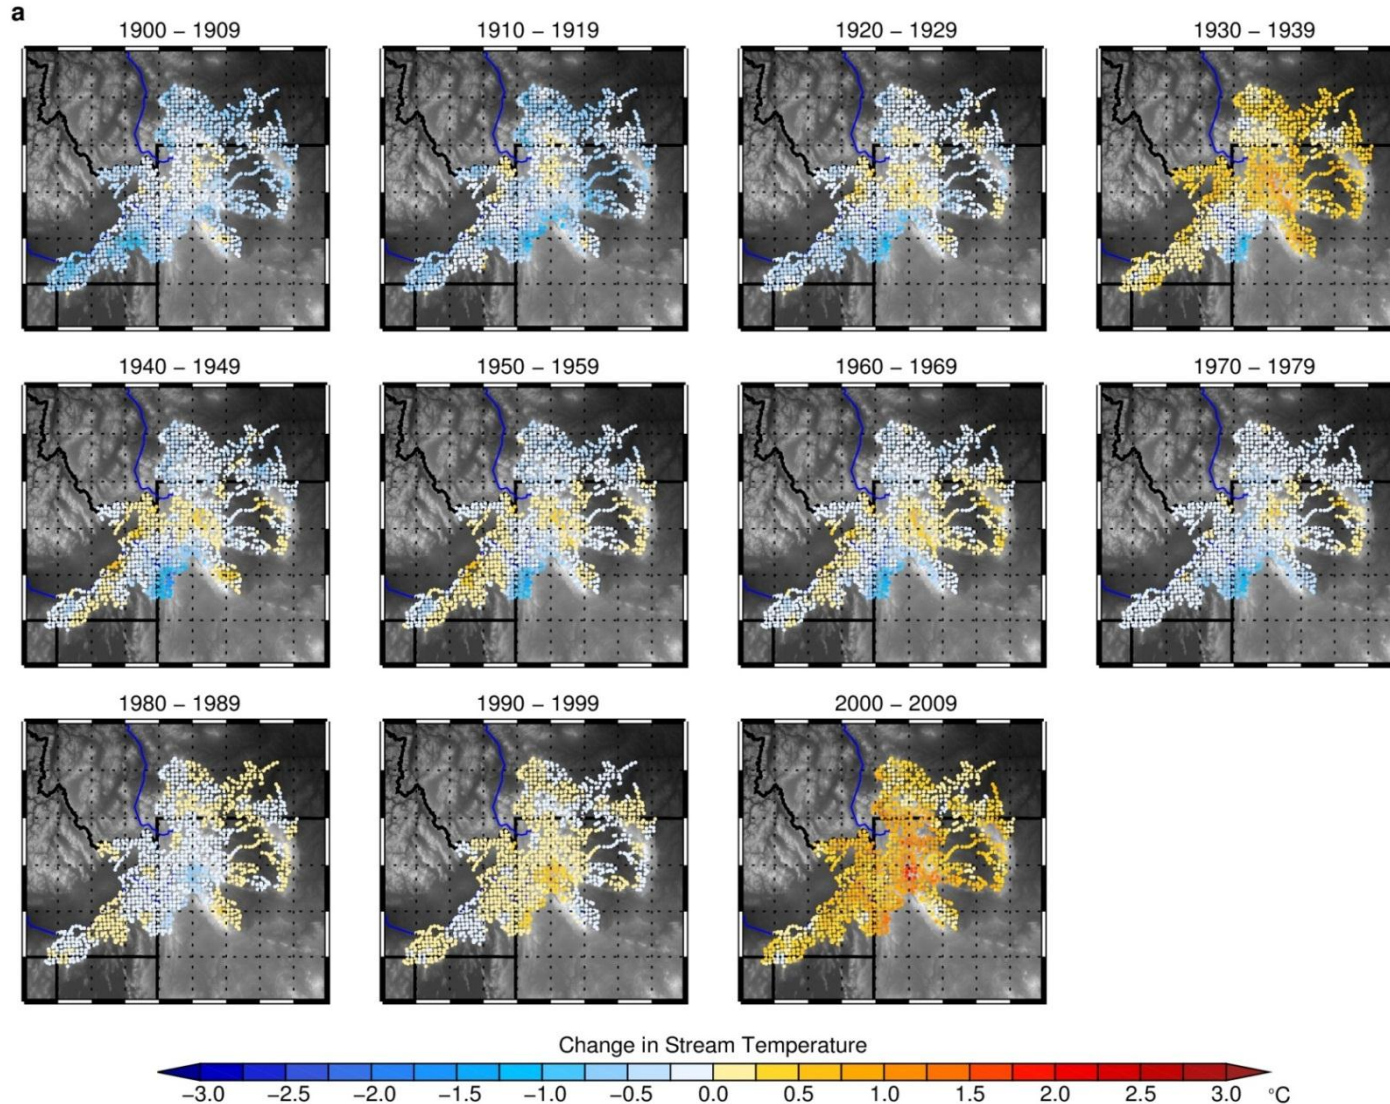 a
1900 − 1909 1910 − 1919 1920 − 1929 1930 − 1939
1940 − 1949 1950 − 1959 1960 − 1969 1970 − 1979
1980 − 1989 1990 − 1999 2000 − 2009
Change in Stream Temperature
−3.0 −2.5 −2.0 −1.5 −1.0 −0.5 0.0 0.5 1.0 1.5 2.0 2.5 3.0 °C